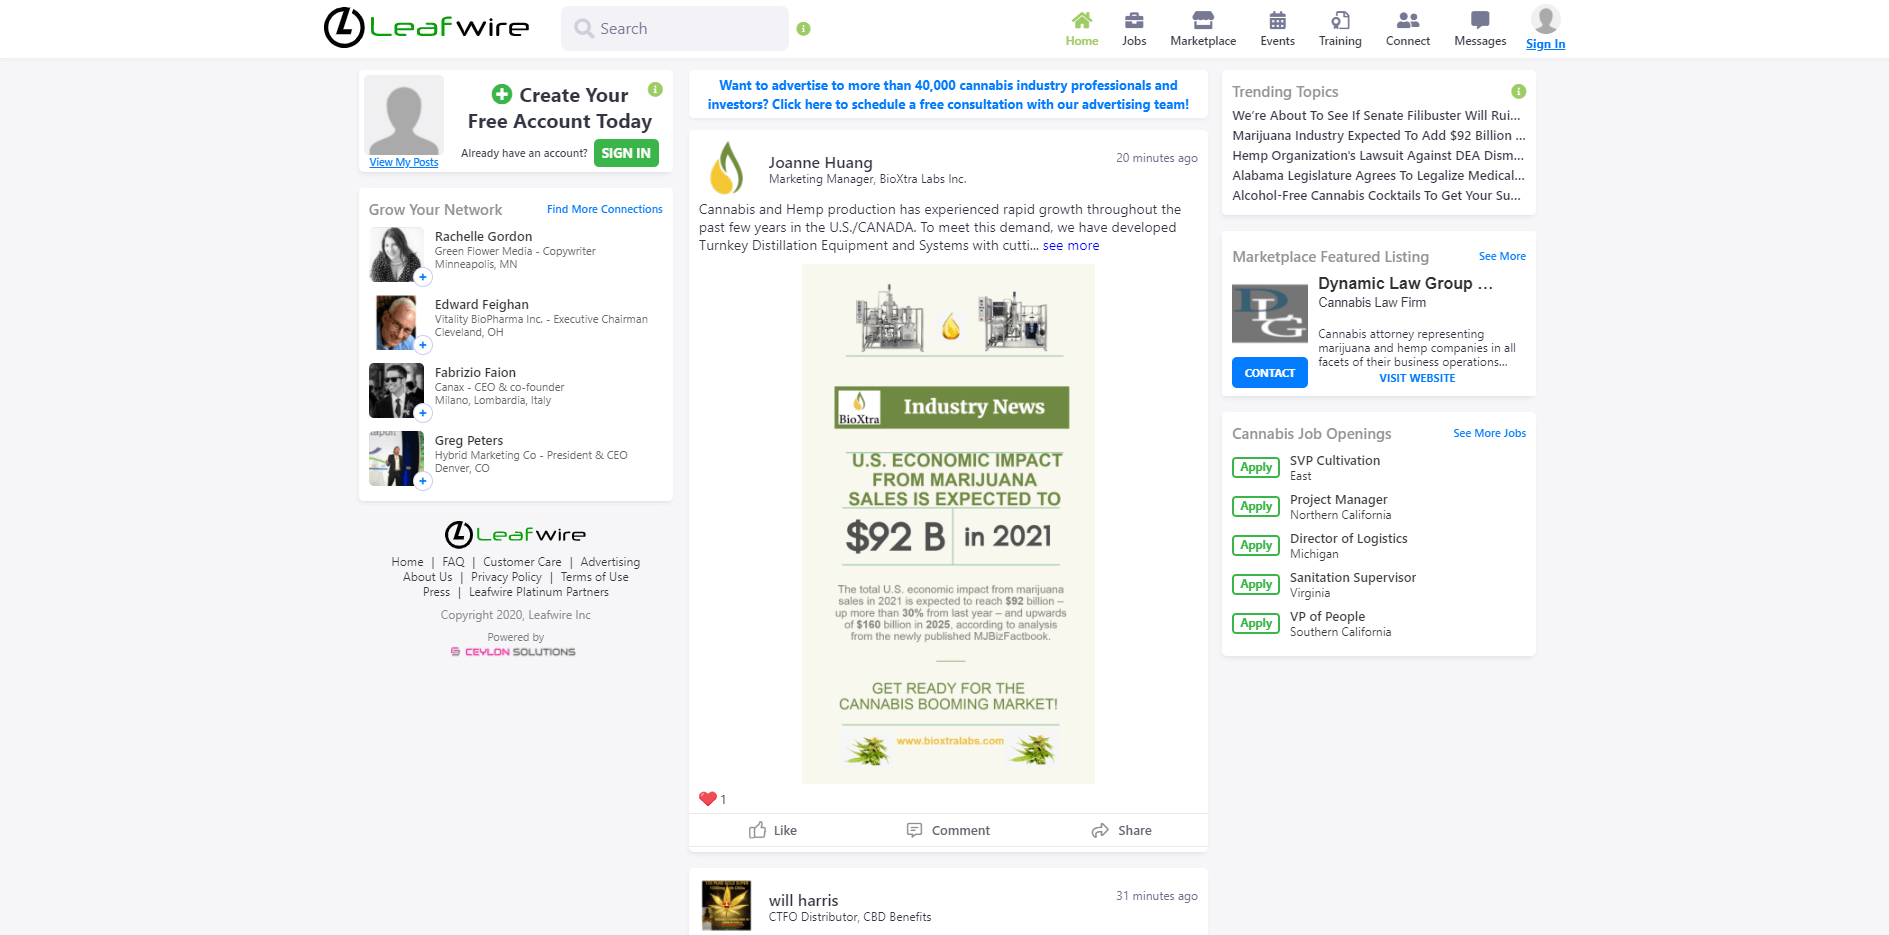 Leafwire
Search
Home
Jobs
Marketplace
Events
Training
Connect
Messages
Sign In
Create Your
Free Account Today
View My Posts
Already have an account? SIGN IN
Grow Your Network
Find More Connections
Rachelle Gordon
Green Flower Media - Copywriter
Minneapolis, MN
Edward Feighan
Vitality BioPharma Inc. - Executive Chairman
Cleveland, OH
Fabrizio Faion
Canax - CEO & co-founder
Milano, Lombardia, Italy
Greg Peters
Hybrid Marketing Co - President & CEO
Denver, CO
Leafwire
Home | FAQ | Customer Care | Advertising
About Us | Privacy Policy | Terms of Use
Press | Leafwire Platinum Partners
Copyright 2020, Leafwire Inc
Powered by
CEYLON SOLUTIONS
Want to advertise to more than 40,000 cannabis industry professionals and
investors? Click here to schedule a free consultation with our advertising team!
Joanne Huang
20 minutes ago
Marketing Manager, BioXtra Labs Inc.
Cannabis and Hemp production has experienced rapid growth throughout the
past few years in the U.S./CANADA. To meet this demand, we have developed
Turnkey Distillation Equipment and Systems with cutti... see more
BioXtra
Industry News
U.S. ECONOMIC IMPACT
FROM MARIJUANA
SALES IS EXPECTED TO
$92 B in 2021
The total U.S. economic impact from marijuana
sales in 2021 is expected to reach $92 billion –
up more than 30% from last year – and upwards
of $160 billion in 2025, according to analysis
from the newly published MJBizFactbook.
GET READY FOR THE
CANNABIS BOOMING MARKET!
www.bioxtralabs.com
1
Like
Comment
Share
will harris
31 minutes ago
CTFO Distributor, CBD Benefits
Trending Topics
We're About To See If Senate Filibuster Will Rui...
Marijuana Industry Expected To Add $92 Billion ...
Hemp Organization's Lawsuit Against DEA Dism...
Alabama Legislature Agrees To Legalize Medical...
Alcohol-Free Cannabis Cocktails To Get Your Su...
Marketplace Featured Listing
See More
DLG
Dynamic Law Group ...
Cannabis Law Firm
Cannabis attorney representing
marijuana and hemp companies in all
facets of their business operations...
CONTACT
VISIT WEBSITE
Cannabis Job Openings
See More Jobs
Apply
SVP Cultivation
East
Apply
Project Manager
Northern California
Apply
Director of Logistics
Michigan
Apply
Sanitation Supervisor
Virginia
Apply
VP of People
Southern California